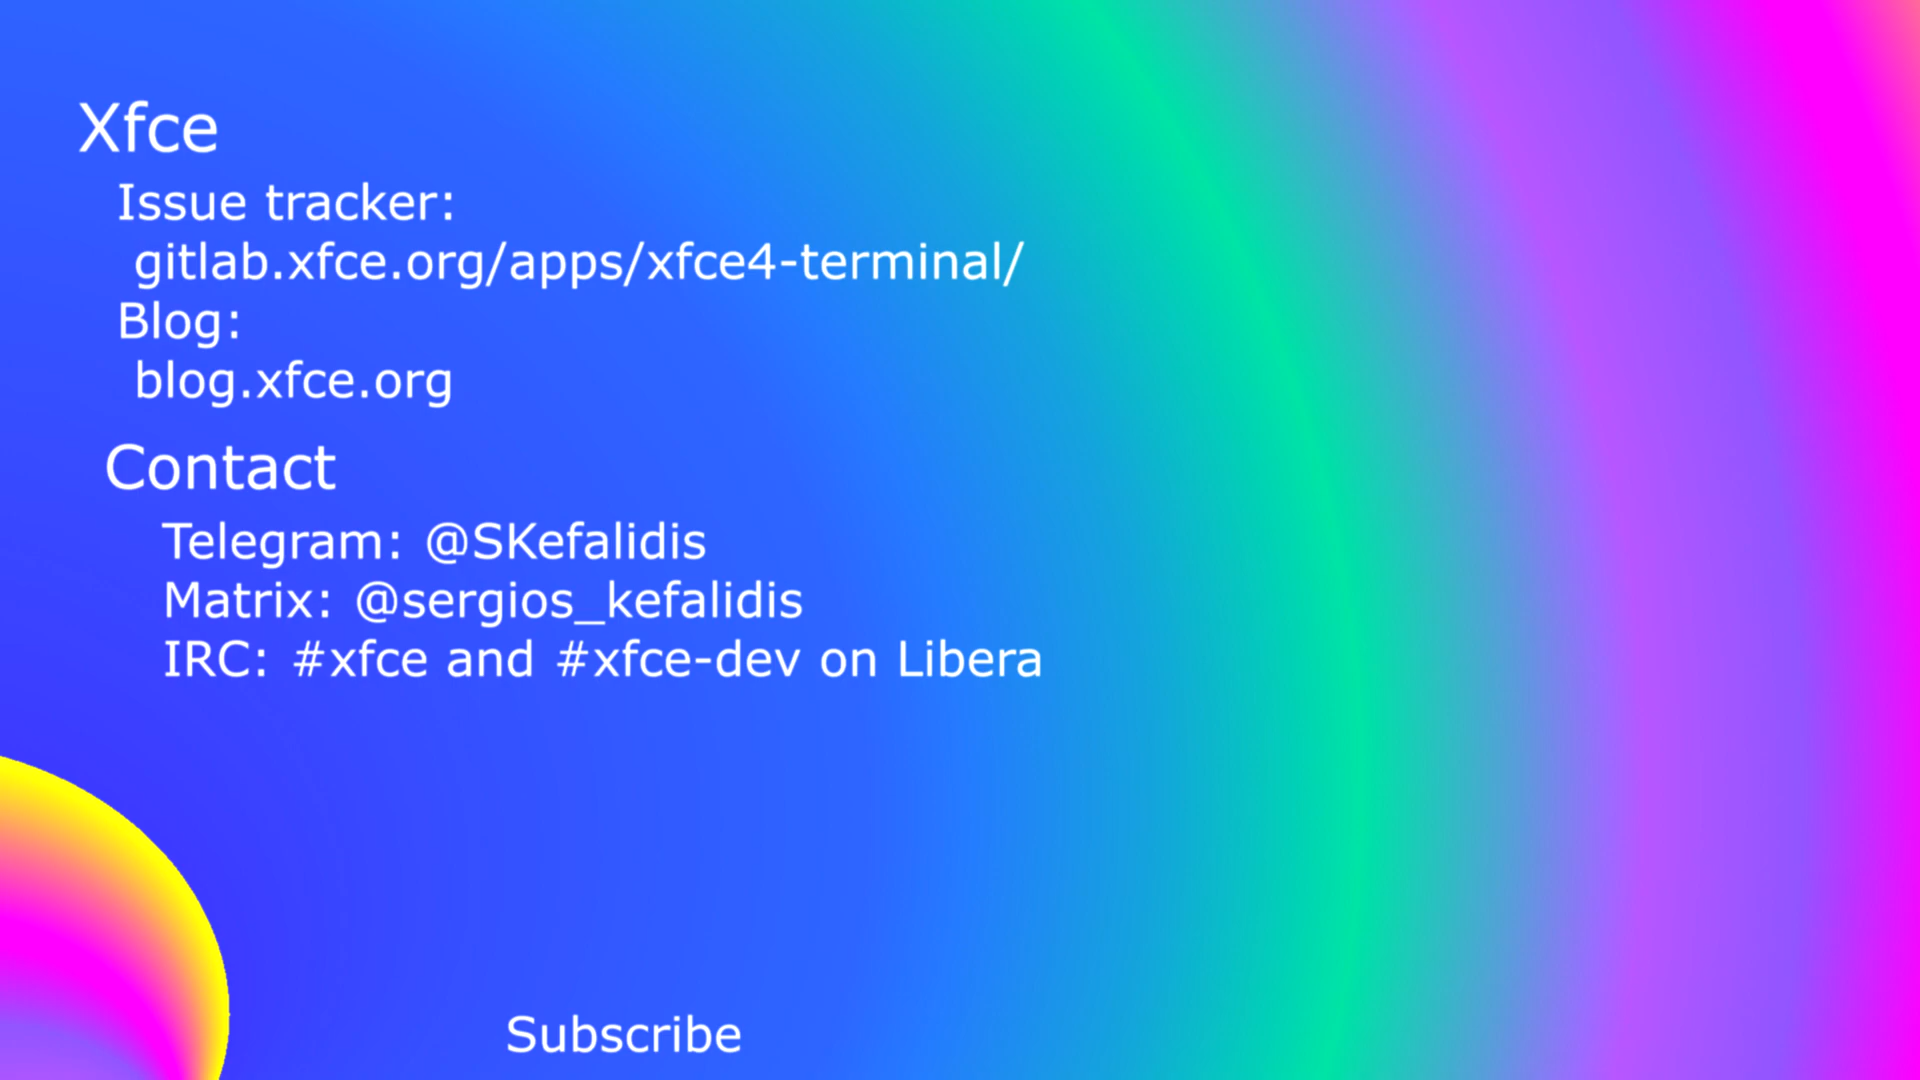 Xfce
Issue tracker:
gitlab.xfce.org/apps/xfce4-terminal/
Blog:
blog.xfce.org
Contact
Telegram: @SKefalidis
Matrix: @sergios_kefalidis
IRC: #xfce and #xfce-dev on Libera
Subscribe